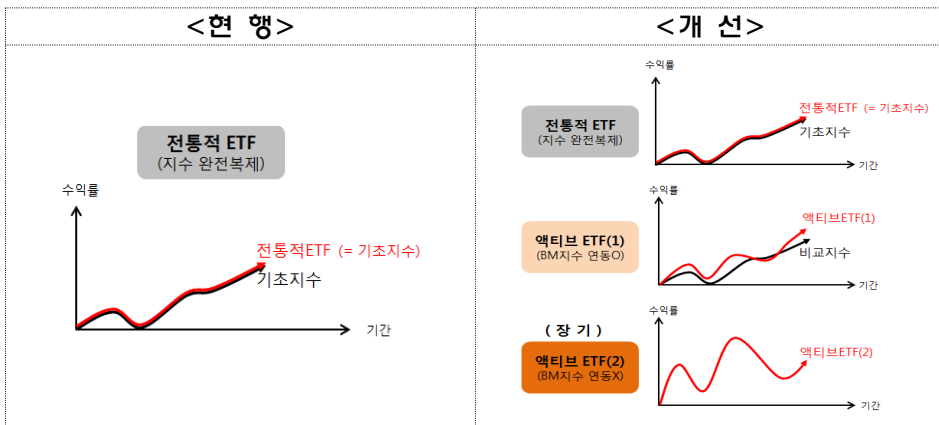 <현 행>
전통적 ETF
(지수 완전복제)
수익률
전통적ETF (= 기초지수)
기초지수
기간
<개 선>
수익률
전통적 ETF
(지수 완전복제)
전통적ETF (= 기초지수)
기초지수
기간
수익률
액티브 ETF(1)
(BM지수 연동O)
액티브ETF(1)
비교지수
기간
(장 기)
수익률
액티브 ETF(2)
(BM지수 연동X)
액티브ETF(2)
기간